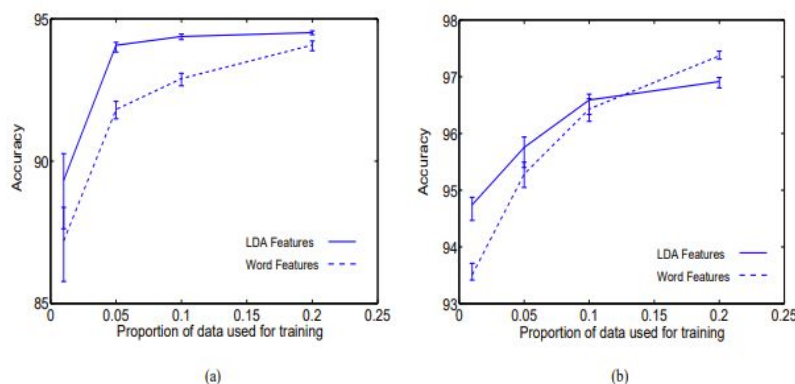 95
90
85
Accuracy
LDA Features
Word Features
0 0.05 0.1 0.15 0.2 0.25
Proportion of data used for training
(a)
98
97
96
95
94
93
Accuracy
LDA Features
Word Features
0 0.05 0.1 0.15 0.2 0.25
Proportion of data used for training
(b)